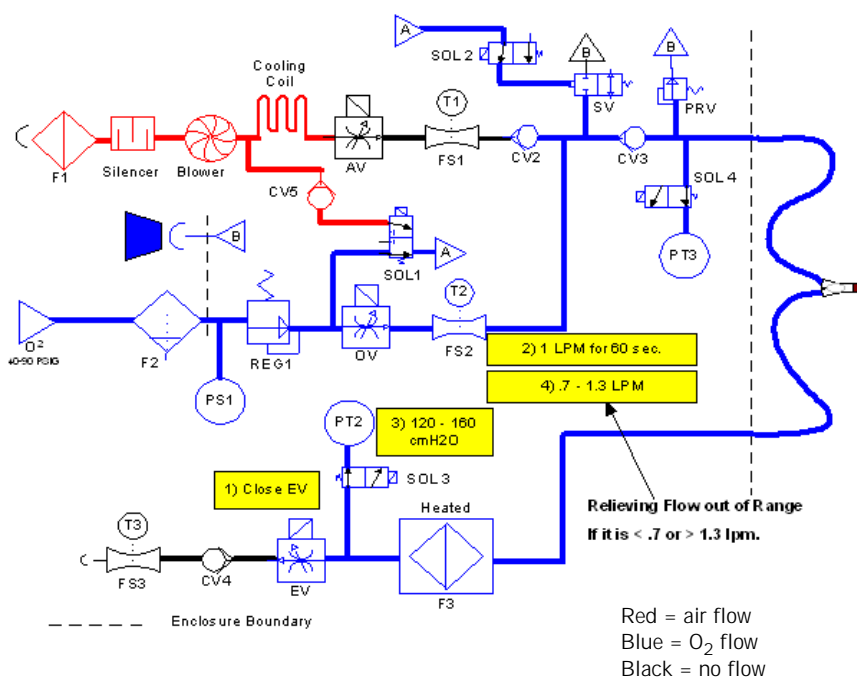 A
SOL 2
B
B
Cooling
Coil
T1
SV
PRV
F1
Silencer
Blower
AV
FS1
CV2
CV3
CV5
SOL 4
B
A
SOL1
T2
PT3
O2
40-90 PSIG
F2
REG1
OV
FS2
PS1
2) 1 LPM for 60 sec.
4) .7 - 1.3 LPM
PT2
3) 120 - 160
cmH2O
1) Close EV
SOL 3
Heated
Relieving Flow out of Range
If it is < .7 or > 1.3 lpm.
T3
FS3
CV4
EV
F3
Enclosure Boundary
Red = air flow
Blue = O2 flow
Black = no flow